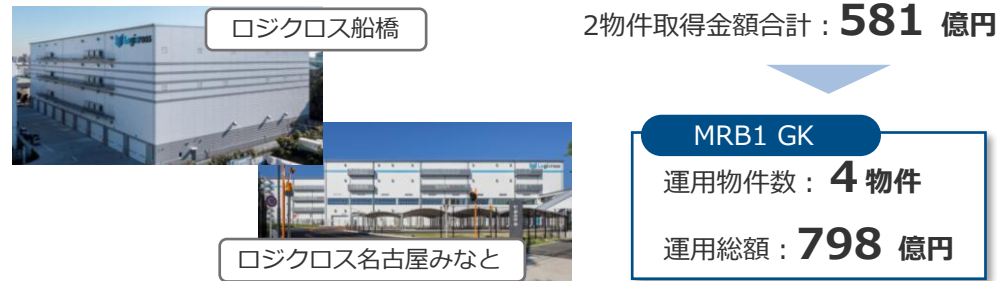 ロジクロス船橋
Logicross
2物件取得金額合計：581 億円
MRB1 GK
運用物件数：4 物件
Logicross
運用総額：798 億円
ロジクロス名古屋みなと